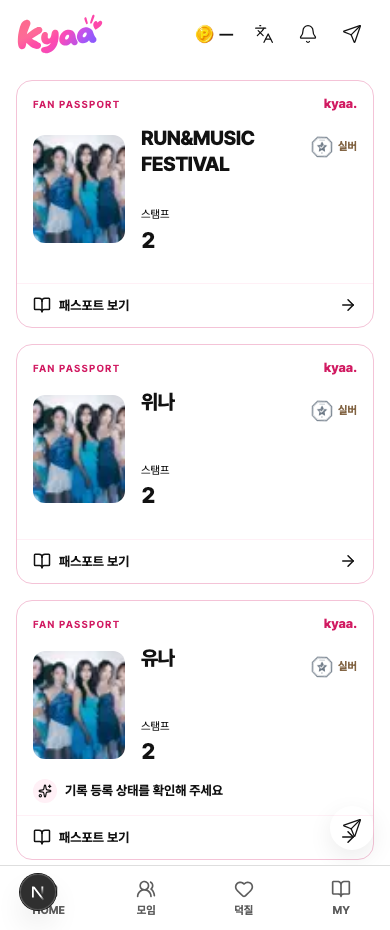 kyaa
P —
FAN PASSPORT
kyaa.
RUN&MUSIC
FESTIVAL
실버
스탬프
2
패스포트 보기
FAN PASSPORT
kyaa.
위나
실버
스탬프
2
패스포트 보기
FAN PASSPORT
kyaa.
유나
실버
스탬프
2
기록 등록 상태를 확인해 주세요
패스포트 보기
N
HOME
모임
덕질
MY